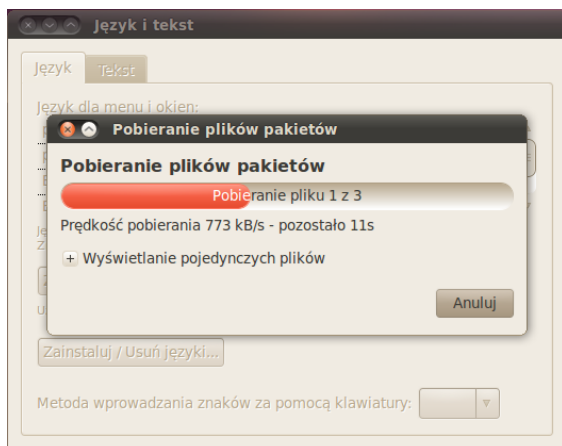 Język i tekst
Język Tekst
Język dla menu i okien:
Pobieranie plików pakietów
Pobieranie plików pakietów
Pobieranie pliku 1 z 3
Prędkość pobierania 773 kB/s - pozostało 11s
+ Wyświetlanie pojedynczych plików
Anuluj
Zainstaluj / Usuń języki...
Metoda wprowadzania znaków za pomocą klawiatury: